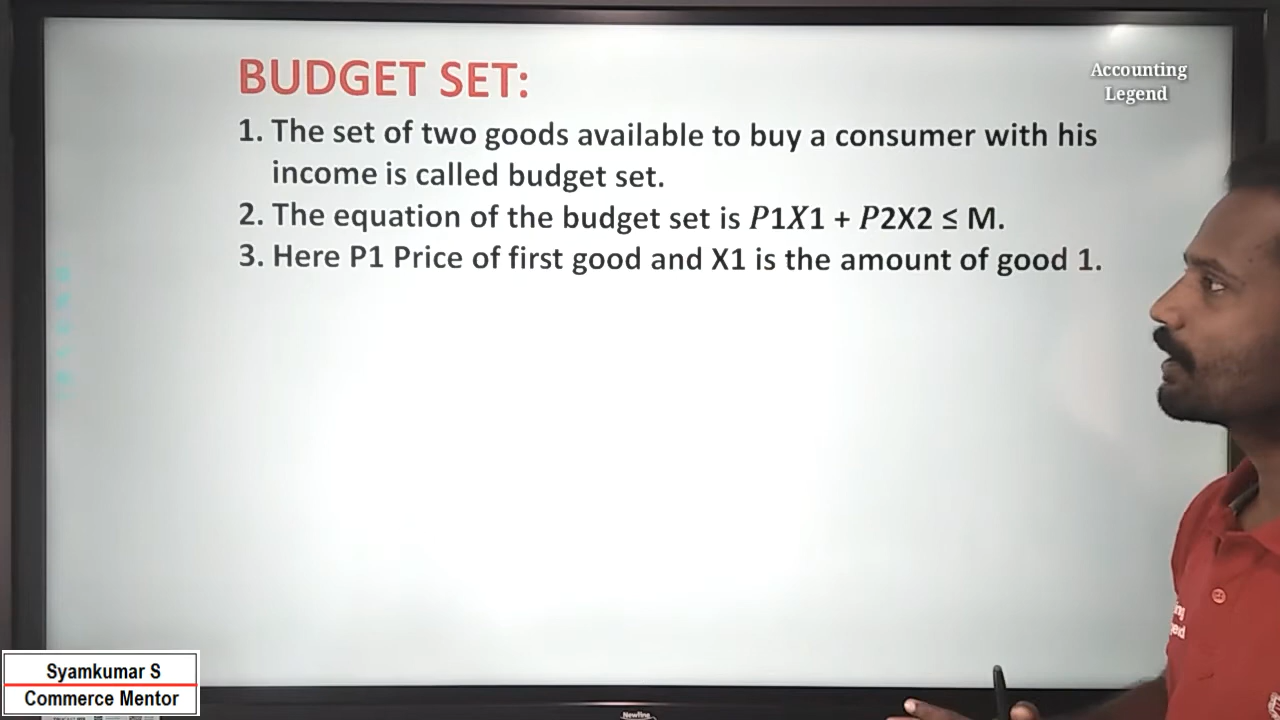 BUDGET SET:
Accounting
Legend
1. The set of two goods available to buy a consumer with his
income is called budget set.
2. The equation of the budget set is P1X1 + P2X2 ≤ M.
3. Here P1 Price of first good and X1 is the amount of good 1.
Syamkumar S
Commerce Mentor
Newline